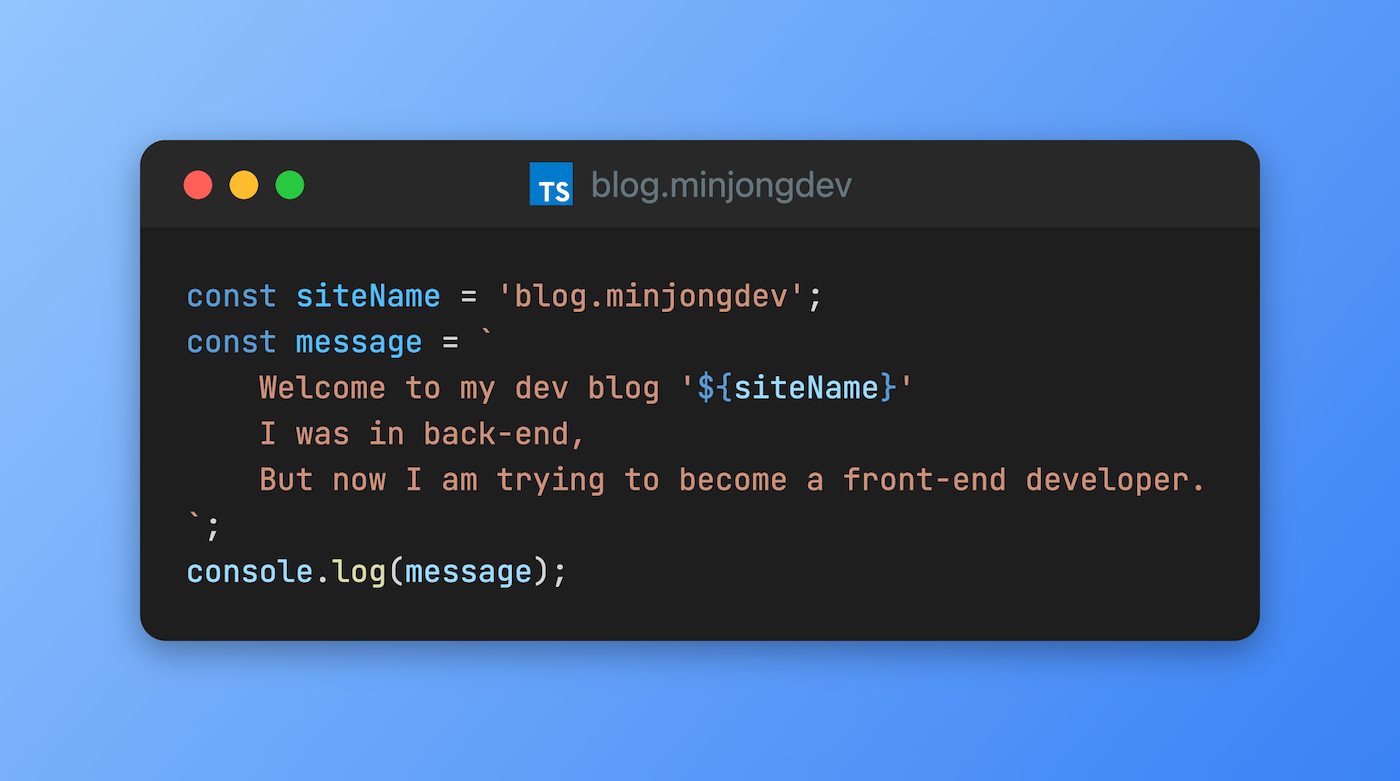 TS blog.minjongdev
const siteName = 'blog.minjongdev';
const message = `
    Welcome to my dev blog '${siteName}'
    I was in back-end,
    But now I am trying to become a front-end developer.
`;
console.log(message);